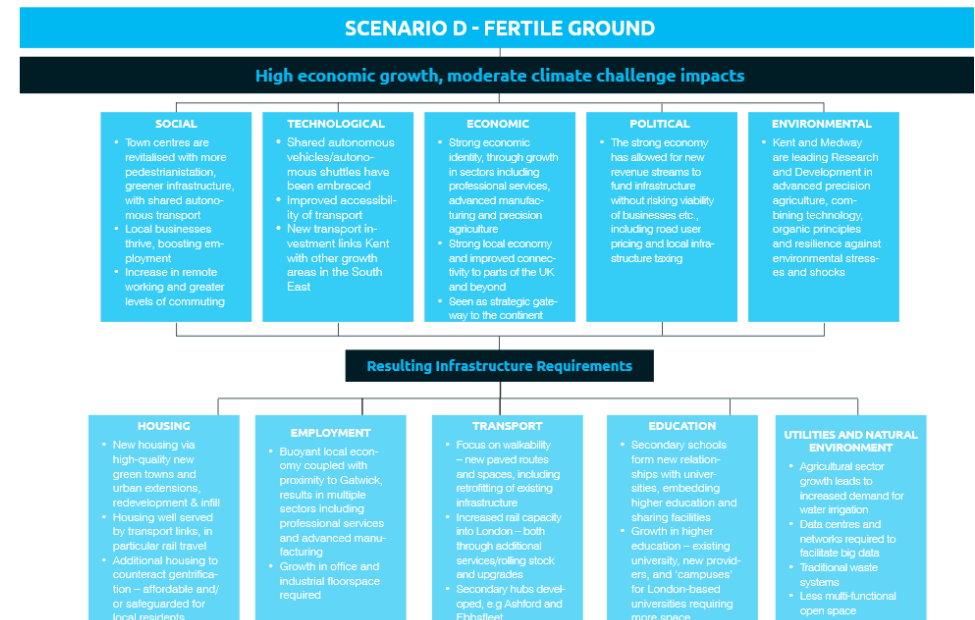 SCENARIO D - FERTILE GROUND
High economic growth, moderate climate challenge impacts
SOCIAL
• Town centres are
revitalised with more
pedestrianistation,
greener infrastructure,
with shared autono-
mous transport
• Local businesses
thrive, boosting em-
ployment
• Increase in remote
working and greater
levels of commuting
TECHNOLOGICAL
• Shared autonomous
vehicles/autono-
mous shuttles have
been embraced
• Improved accessibil-
ity of transport
• New transport in-
vestment links Kent
with other growth
areas in the South
East
ECONOMIC
• Strong economic
identity, through growth
in sectors including
professional services,
advanced manufac-
turing and precision
agriculture
• Strong local economy
and improved connec-
tivity to parts of the UK
and beyond
• Seen as strategic gate-
way to the continent
POLITICAL
• The strong economy
has allowed for new
revenue streams to
fund infrastructure
without risking viability
of businesses etc.,
including road user
pricing and local infra-
structure taxing
ENVIRONMENTAL
• Kent and Medway
are leading Research
and Development in
advanced precision
agriculture, com-
bining technology,
organic principles
and resilience against
environmental stress-
es and shocks
Resulting Infrastructure Requirements
HOUSING
• New housing via
high-quality new
green towns and
urban extensions,
redevelopment & infill
• Housing well served
by transport links, in
particular rail travel
• Additional housing to
counteract gentrifica-
tion – affordable and/
or safeguarded for
local residents
EMPLOYMENT
• Buoyant local econ-
omy coupled with
proximity to Gatwick,
results in multiple
sectors including
professional services
and advanced manu-
facturing
• Growth in office and
industrial floorspace
required
TRANSPORT
• Focus on walkability
– new paved routes
and spaces, including
retrofitting of existing
infrastructure
• Increased rail capacity
into London – both
through additional
services/rolling stock
and upgrades
• Secondary hubs devel-
oped, e.g Ashford and
Ebbsfleet
EDUCATION
• Secondary schools
form new relation-
ships with univer-
sities, embedding
higher education and
sharing facilities
• Growth in higher
education – existing
university, new provid-
ers, and ‘campuses’
for London-based
universities requiring
more space
UTILITIES AND NATURAL
ENVIRONMENT
• Agricultural sector
growth leads to
increased demand for
water irrigation
• Data centres and
networks required to
facilitate big data
• Traditional waste
systems
• Less multi-functional
open space